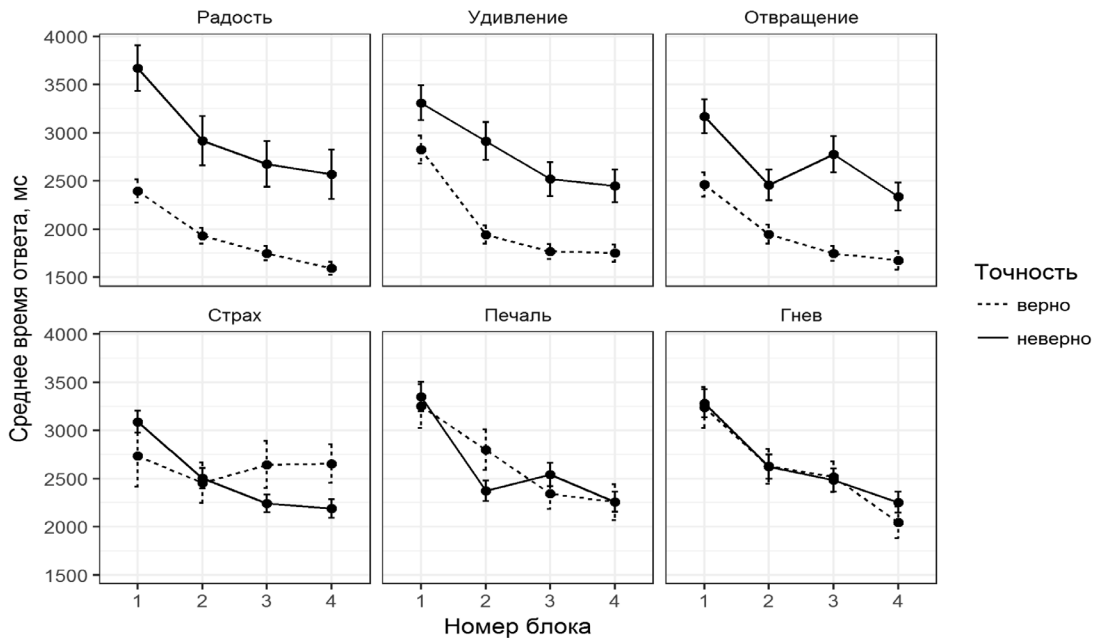 Радость Удивление Отвращение
4000
3500
3000
2500
2000
1500
Страх Печаль Гнев
4000
3500
3000
2500
2000
1500
1 2 3 4 1 2 3 4 1 2 3 4
Номер блока
Среднее время ответа, мс
Точность
верно
неверно